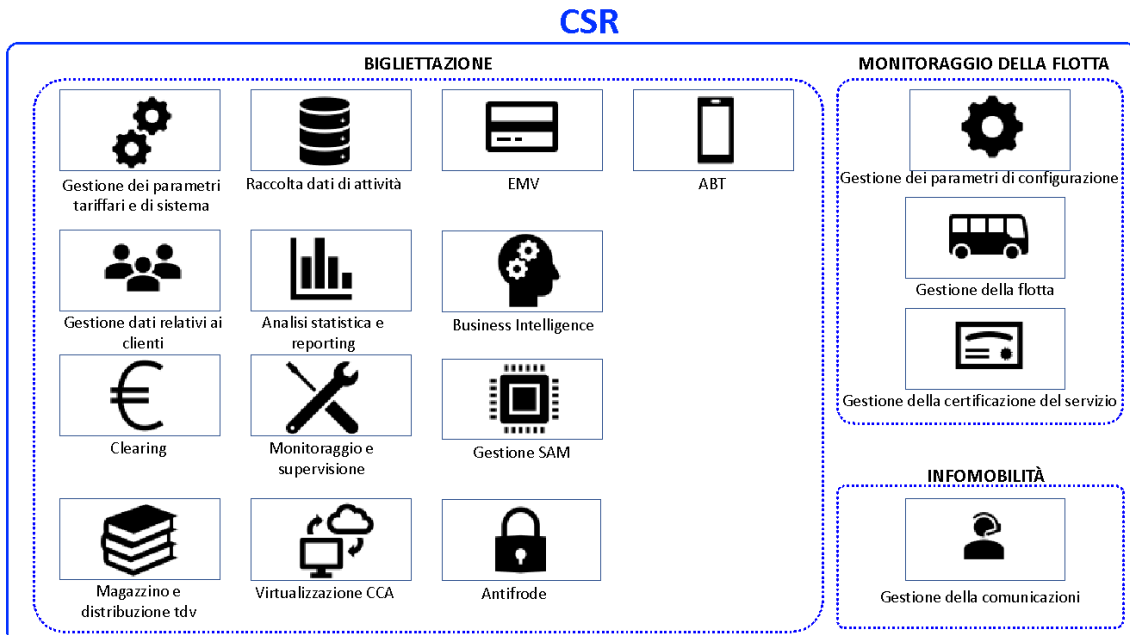 CSR
BIGLIETTAZIONE
Gestione dei parametri
tariffari e di sistema
Raccolta dati di attività
EMV
ABT
Gestione dati relativi ai
clienti
Analisi statistica e
reporting
Business Intelligence
Clearing
Monitoraggio e
supervisione
Gestione SAM
Magazzino e
distribuzione tdv
Virtualizzazione CCA
Antifrode
MONITORAGGIO DELLA FLOTTA
Gestione dei parametri di configurazione
Gestione della flotta
Gestione della certificazione del servizio
INFOMOBILITÀ
Gestione della comunicazioni